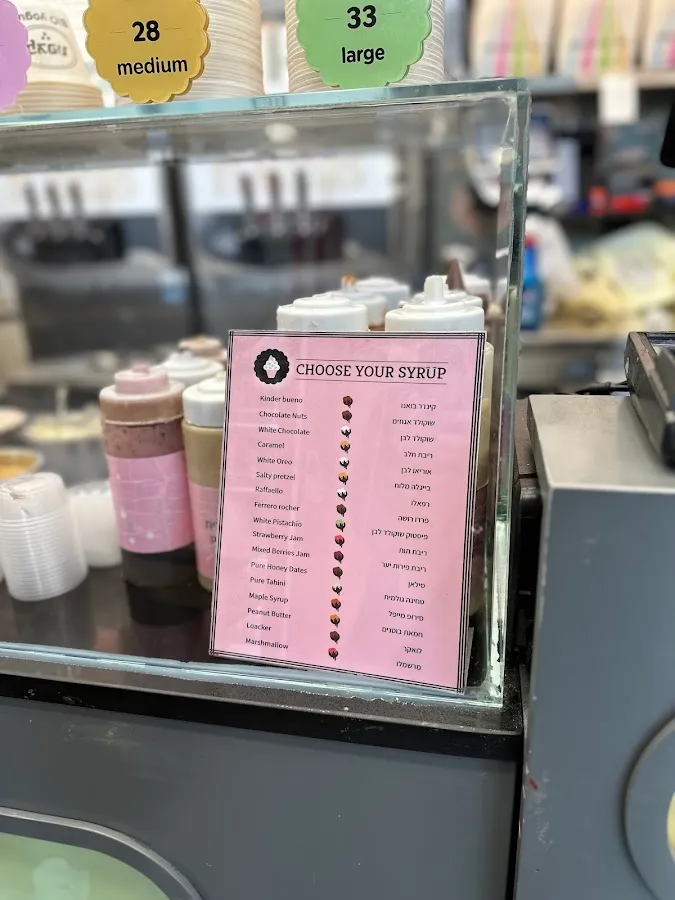 28
medium
33
large
CHOOSE YOUR SYRUP
Kinder bueno קינדר בואנו
Chocolate Nuts שוקולד אגוזים
White Chocolate שוקולד לבן
Caramel ריבת חלב
White Oreo אוריאו לבן
Salty pretzel בייגלה מלוח
Raffaello רפאלו
Ferrero rocher פררו רושה
White Pistachio פיסטוק שוקולד לבן
Strawberry Jam ריבת תות
Mixed Berries Jam ריבת פירות יער
Pure Honey Dates סילאן
Pure Tahini טחינה גולמית
Maple Syrup סירופ מייפל
Peanut Butter חמאת בוטנים
Loacker לואקר
Marshmallow מרשמלו